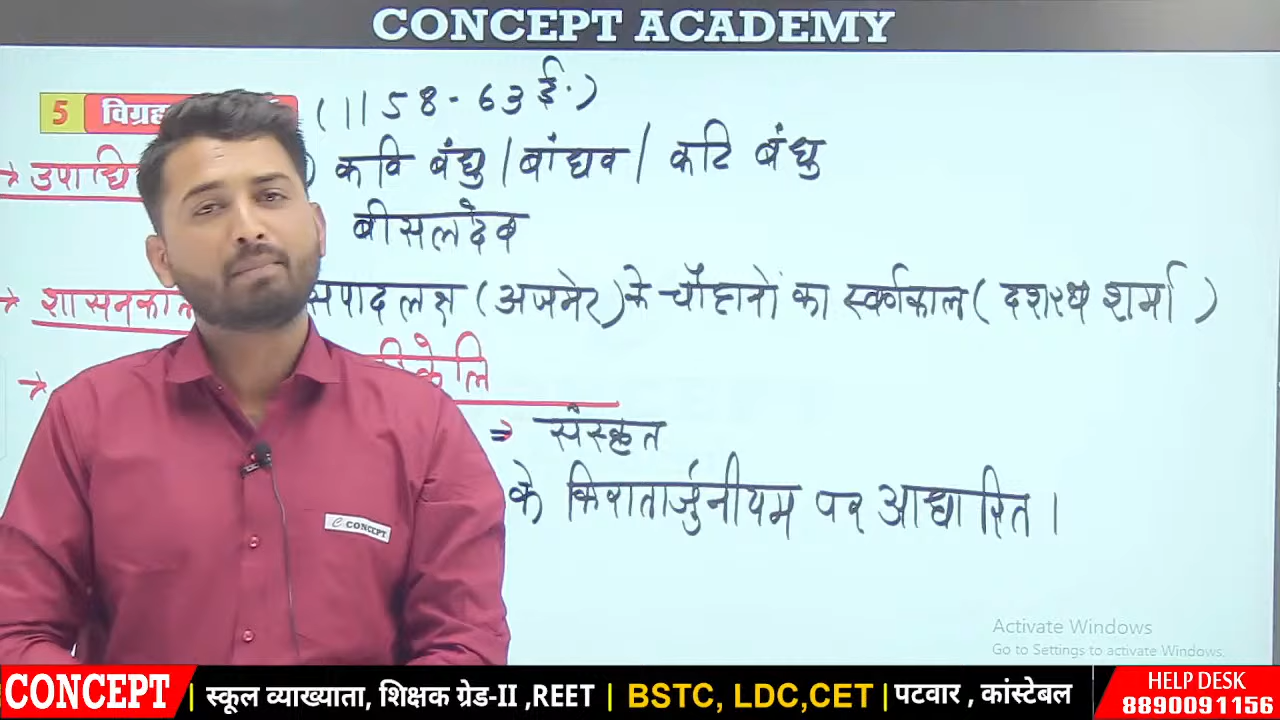 CONCEPT ACADEMY
5 विग्रह (1158-63 ई.)
→ उपाधि कवि बंधु / बांधव / कटि बंधु
बीसलदेव
→ शासनकाल सपादलक्ष (अजमेर) के चौहानों का स्वर्णकाल (दशरथ शर्मा)
→ केलि
⇒ संस्कृत
के किरातार्जुनीयम पर आधारित।
C CONCEPT
Activate Windows
Go to Settings to activate Windows.
CONCEPT | स्कूल व्याख्याता, शिक्षक ग्रेड-II ,REET | BSTC, LDC,CET | पटवार , कांस्टेबल
HELP DESK
8890091156